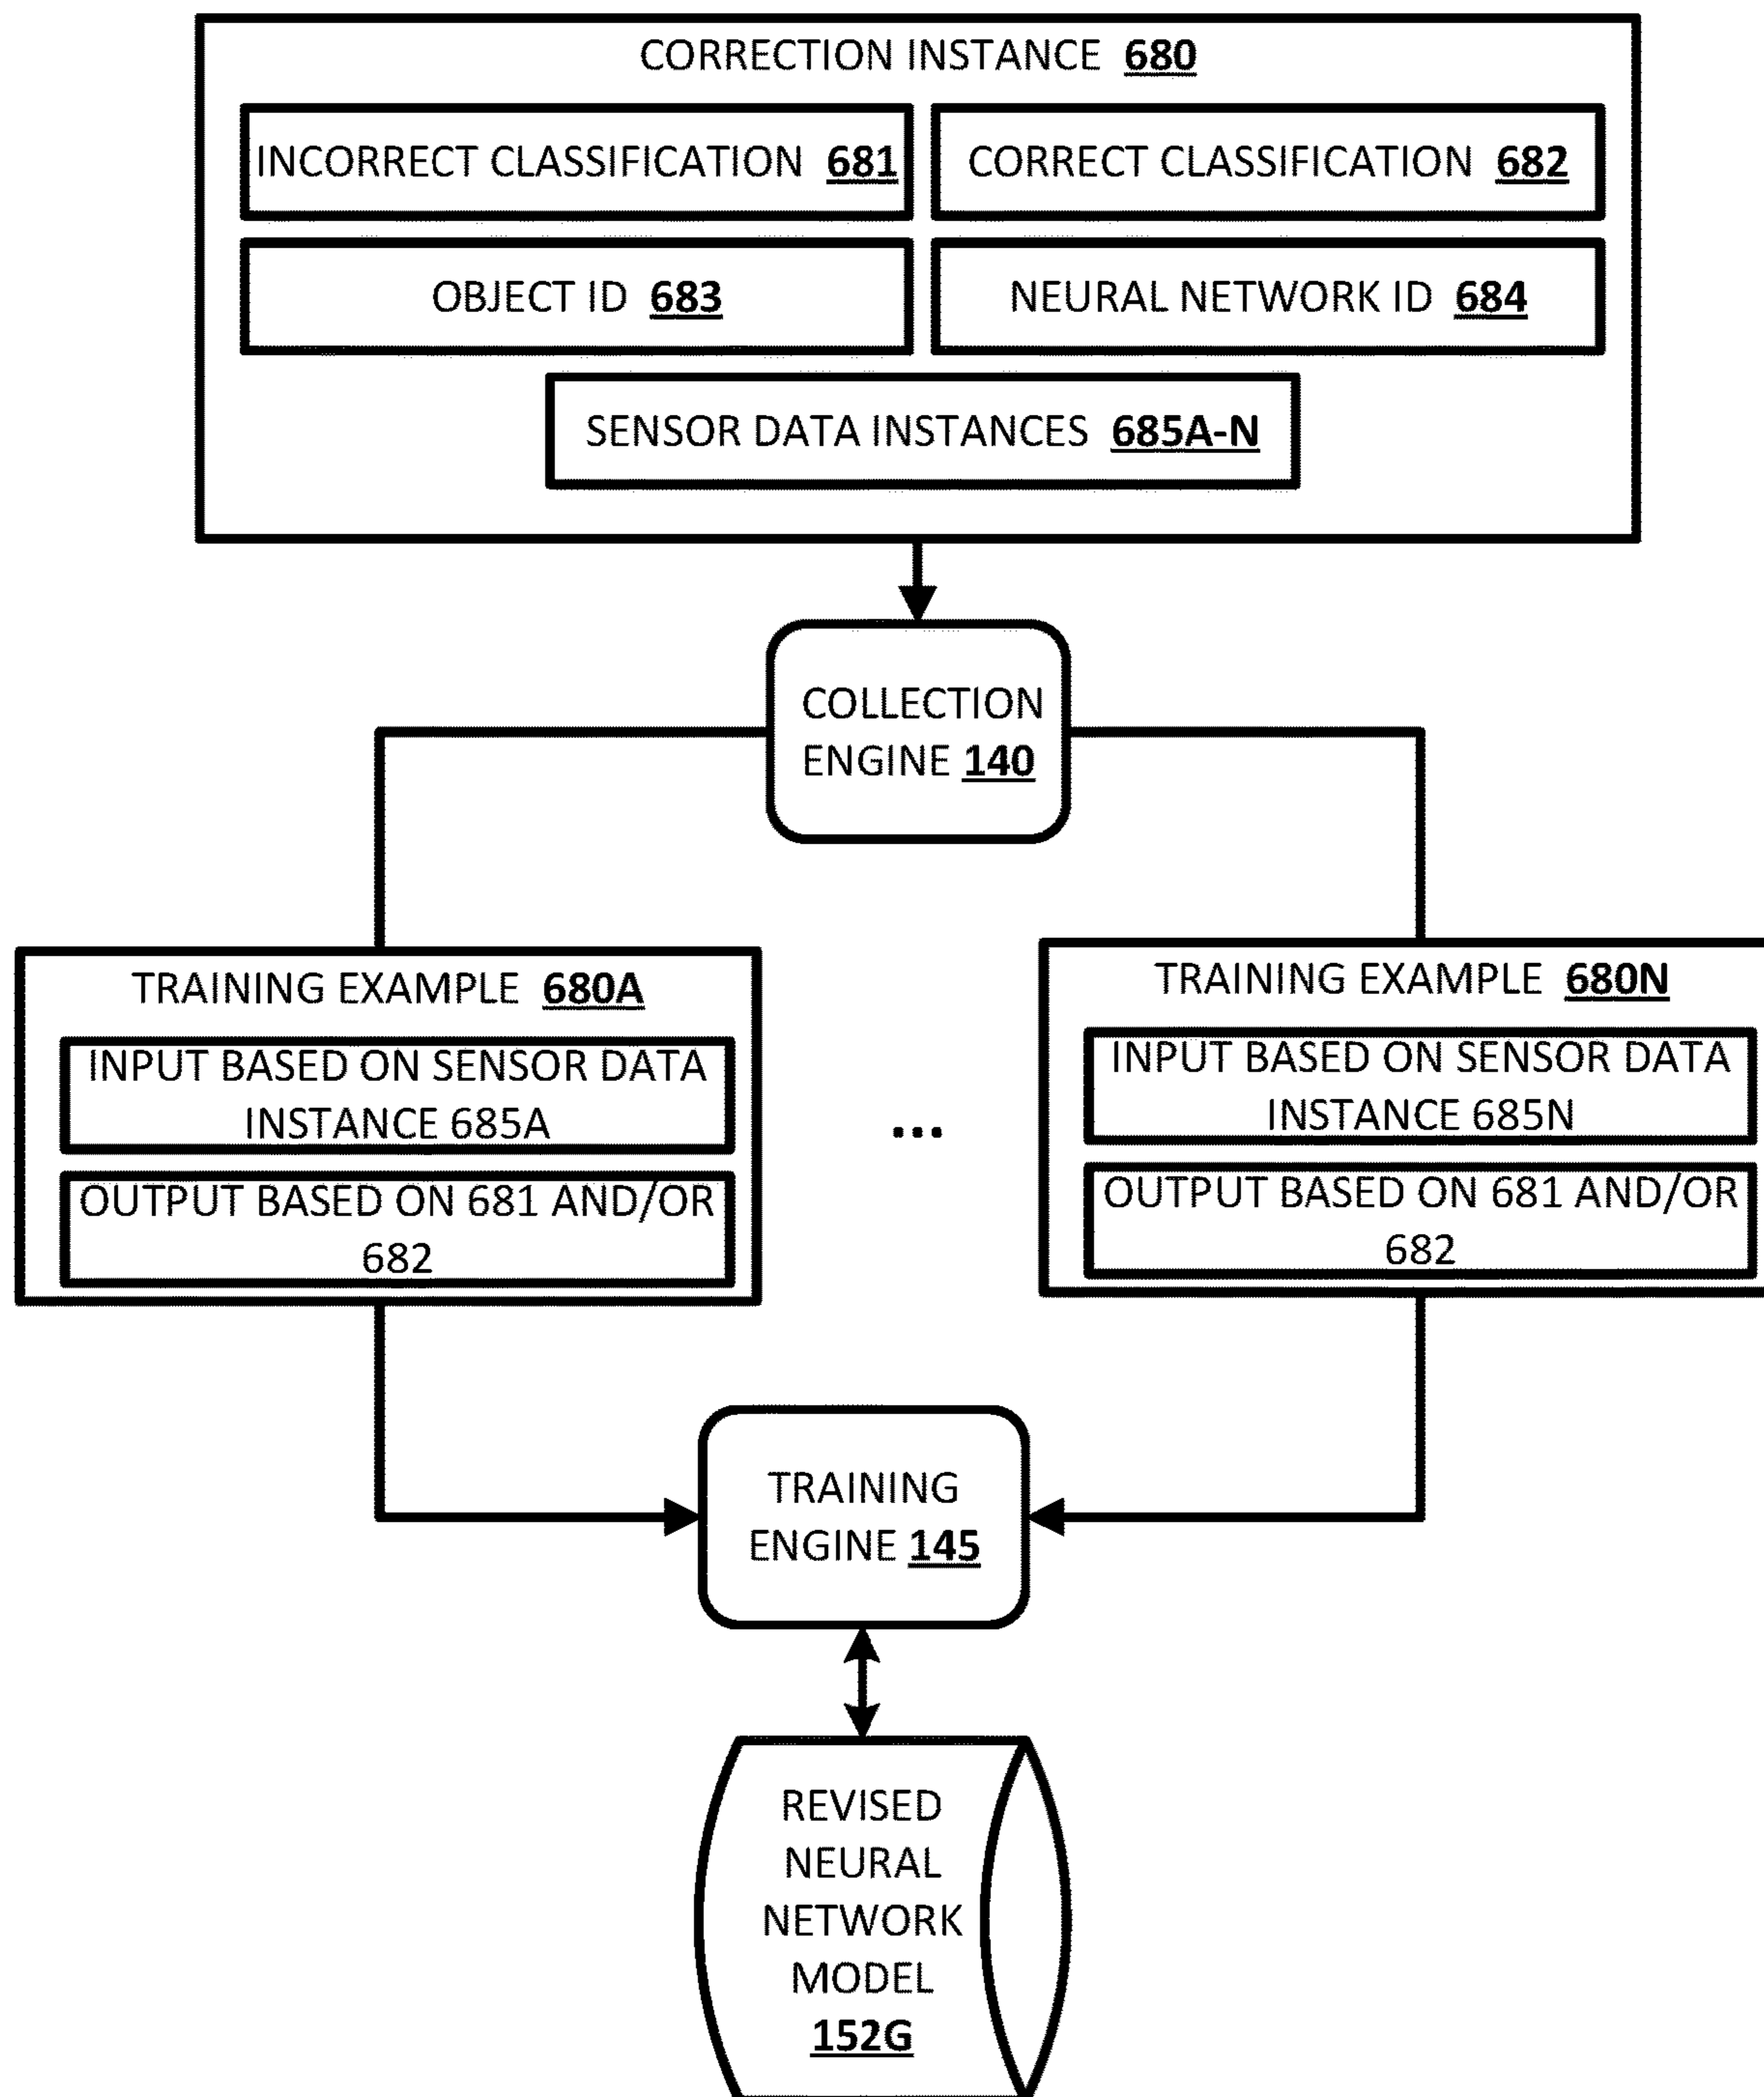 CORRECTION INSTANCE 680
INCORRECT CLASSIFICATION 681
CORRECT CLASSIFICATION 682
OBJECT ID 683
NEURAL NETWORK ID 684
SENSOR DATA INSTANCES 685A-N
COLLECTION
ENGINE 140
TRAINING EXAMPLE 680A
INPUT BASED ON SENSOR DATA
INSTANCE 685A
OUTPUT BASED ON 681 AND/OR
682
...
TRAINING EXAMPLE 680N
INPUT BASED ON SENSOR DATA
INSTANCE 685N
OUTPUT BASED ON 681 AND/OR
682
TRAINING
ENGINE 145
REVISED
NEURAL
NETWORK
MODEL
152G